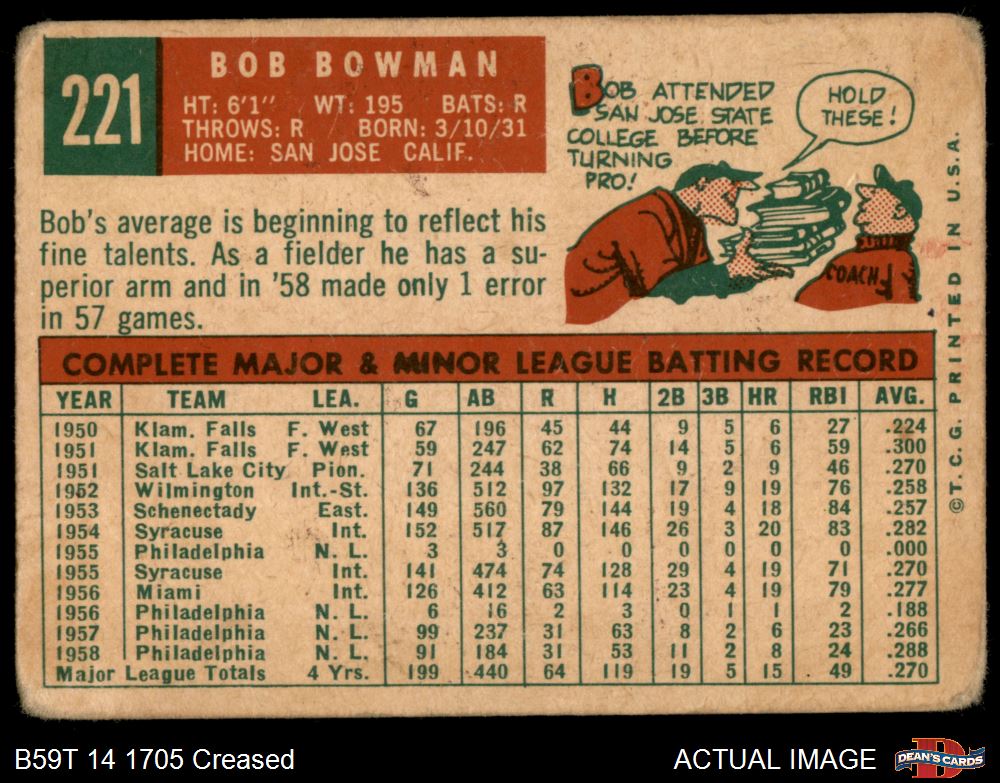 221
BOB BOWMAN
HT: 6'1" WT: 195 BATS: R
THROWS: R BORN: 3/10/31
HOME: SAN JOSE CALIF.
BOB ATTENDED
SAN JOSE STATE
COLLEGE BEFORE
TURNING
PRO!
HOLD
THESE!
COACH
Bob's average is beginning to reflect his
fine talents. As a fielder he has a su-
perior arm and in '58 made only 1 error
in 57 games.
COMPLETE MAJOR & MINOR LEAGUE BATTING RECORD
YEAR TEAM LEA. G AB R H 2B 3B HR RBI AVG.
1950 Klam. Falls F. West 67 196 45 44 9 5 6 27 .224
1951 Klam. Falls F. West 59 247 62 74 14 5 6 59 .300
1951 Salt Lake City Pion. 71 244 38 66 9 2 9 46 .270
1952 Wilmington Int.-St. 136 512 97 132 17 9 19 76 .258
1953 Schenectady East. 149 560 79 144 19 4 18 84 .257
1954 Syracuse Int. 152 517 87 146 26 3 20 83 .282
1955 Philadelphia N. L. 3 3 0 0 0 0 0 0 .000
1955 Syracuse Int. 141 474 74 128 29 4 19 71 .270
1956 Miami Int. 126 412 63 114 23 4 19 79 .277
1956 Philadelphia N. L. 6 16 2 3 0 1 1 2 .188
1957 Philadelphia N. L. 99 237 31 63 8 2 6 23 .266
1958 Philadelphia N. L. 91 184 31 53 11 2 8 24 .288
Major League Totals 4 Yrs. 199 440 64 119 19 5 15 49 .270
© T. C. G. PRINTED IN U.S.A.
B59T 14 1705 Creased
ACTUAL IMAGE
D
DEAN'S CARDS